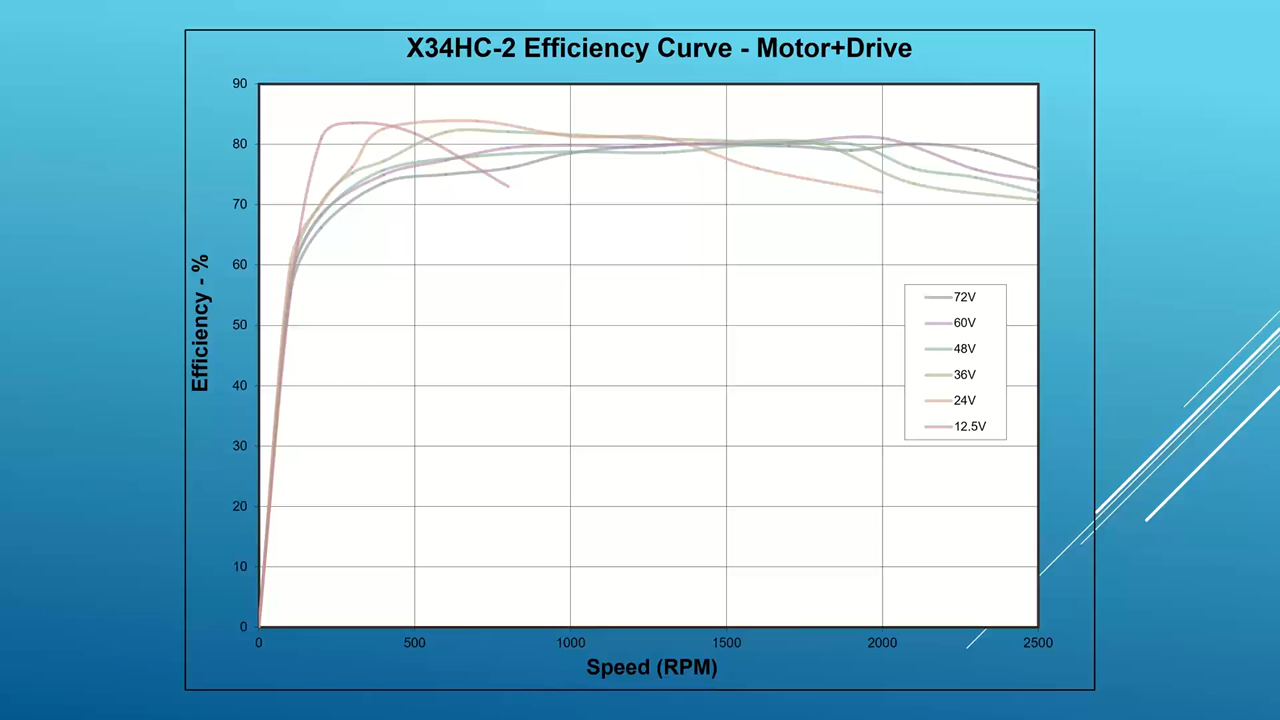 X34HC-2 Efficiency Curve - Motor+Drive
90
80
70
60
50
40
30
20
10
0
Efficiency - %
72V
60V
48V
36V
24V
12.5V
0 500 1000 1500 2000 2500
Speed (RPM)